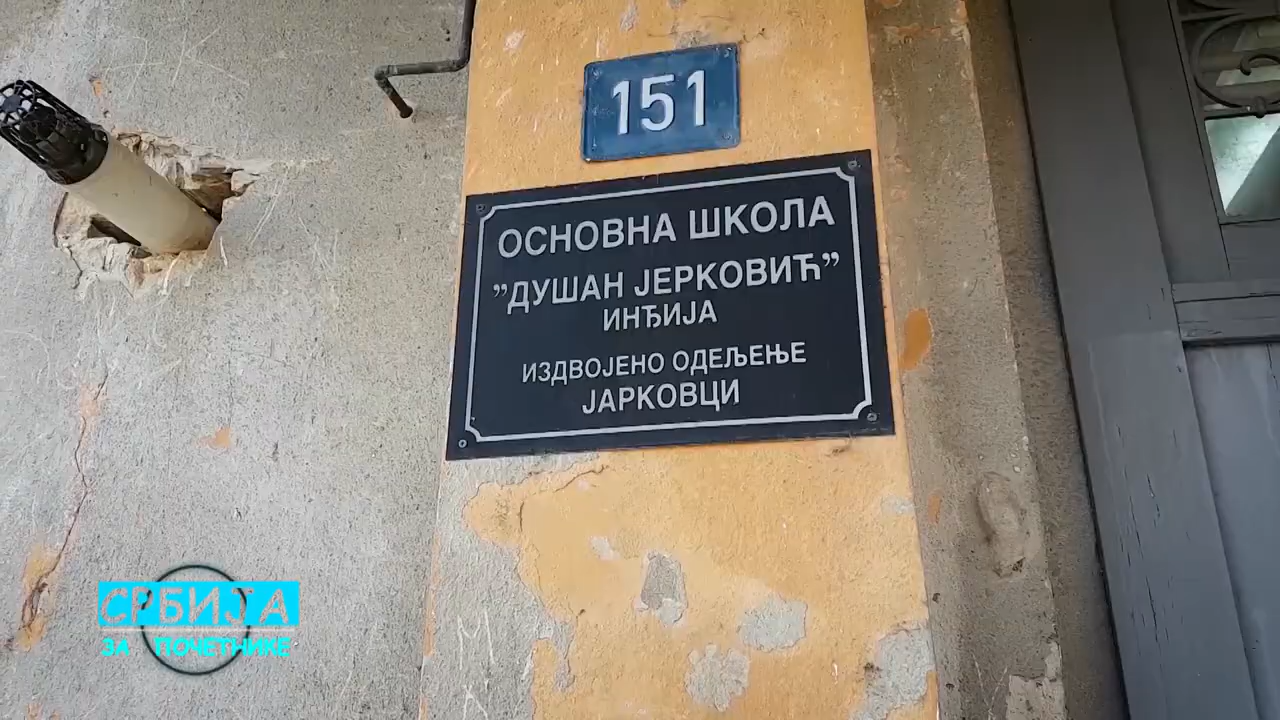 151
ОСНОВНА ШКОЛА
”ДУШАН ЈЕРКОВИЋ”
ИНЂИЈА
ИЗДВОЈЕНО ОДЕЉЕЊЕ
ЈАРКОВЦИ
СРБИЈА
ЗА ПОЧЕТНИКЕ